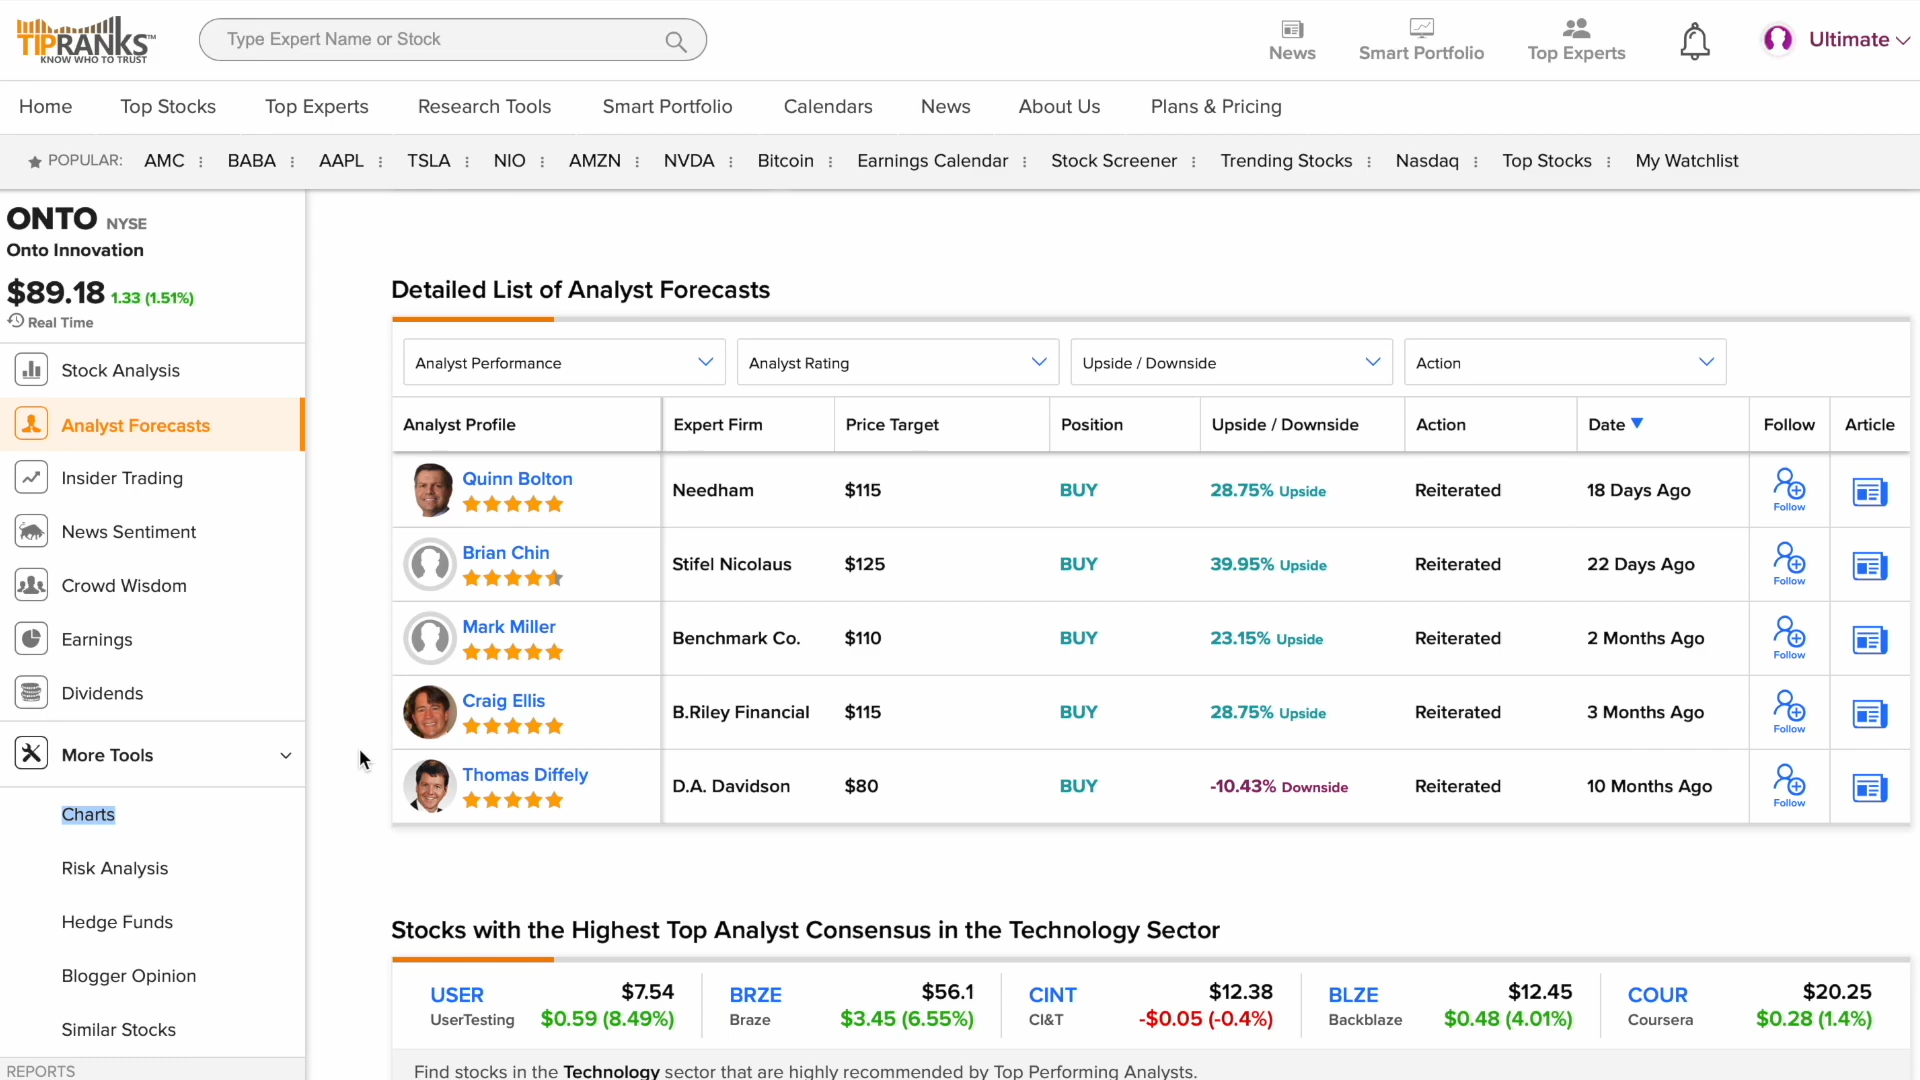 TIPRANKS™
KNOW WHO TO TRUST
Type Expert Name or Stock
News
Smart Portfolio
Top Experts
Ultimate
Home Top Stocks Top Experts Research Tools Smart Portfolio Calendars News About Us Plans & Pricing
POPULAR: AMC BABA AAPL TSLA NIO AMZN NVDA Bitcoin Earnings Calendar Stock Screener Trending Stocks Nasdaq Top Stocks My Watchlist
ONTO NYSE
Onto Innovation
$89.18 1.33 (1.51%)
Real Time
Stock Analysis
Analyst Forecasts
Insider Trading
News Sentiment
Crowd Wisdom
Earnings
Dividends
More Tools
Charts
Risk Analysis
Hedge Funds
Blogger Opinion
Similar Stocks
REPORTS
Detailed List of Analyst Forecasts
Analyst Performance Analyst Rating Upside / Downside Action
Analyst Profile Expert Firm Price Target Position Upside / Downside Action Date Follow Article
Quinn Bolton Needham $115 BUY 28.75% Upside Reiterated 18 Days Ago Follow
Brian Chin Stifel Nicolaus $125 BUY 39.95% Upside Reiterated 22 Days Ago Follow
Mark Miller Benchmark Co. $110 BUY 23.15% Upside Reiterated 2 Months Ago Follow
Craig Ellis B.Riley Financial $115 BUY 28.75% Upside Reiterated 3 Months Ago Follow
Thomas Diffely D.A. Davidson $80 BUY -10.43% Downside Reiterated 10 Months Ago Follow
Stocks with the Highest Top Analyst Consensus in the Technology Sector
USER $7.54 BRZE $56.1 CINT $12.38 BLZE $12.45 COUR $20.25
UserTesting $0.59 (8.49%) Braze $3.45 (6.55%) CI&T -$0.05 (-0.4%) Backblaze $0.48 (4.01%) Coursera $0.28 (1.4%)
Find stocks in the Technology sector that are highly recommended by Top Performing Analysts.